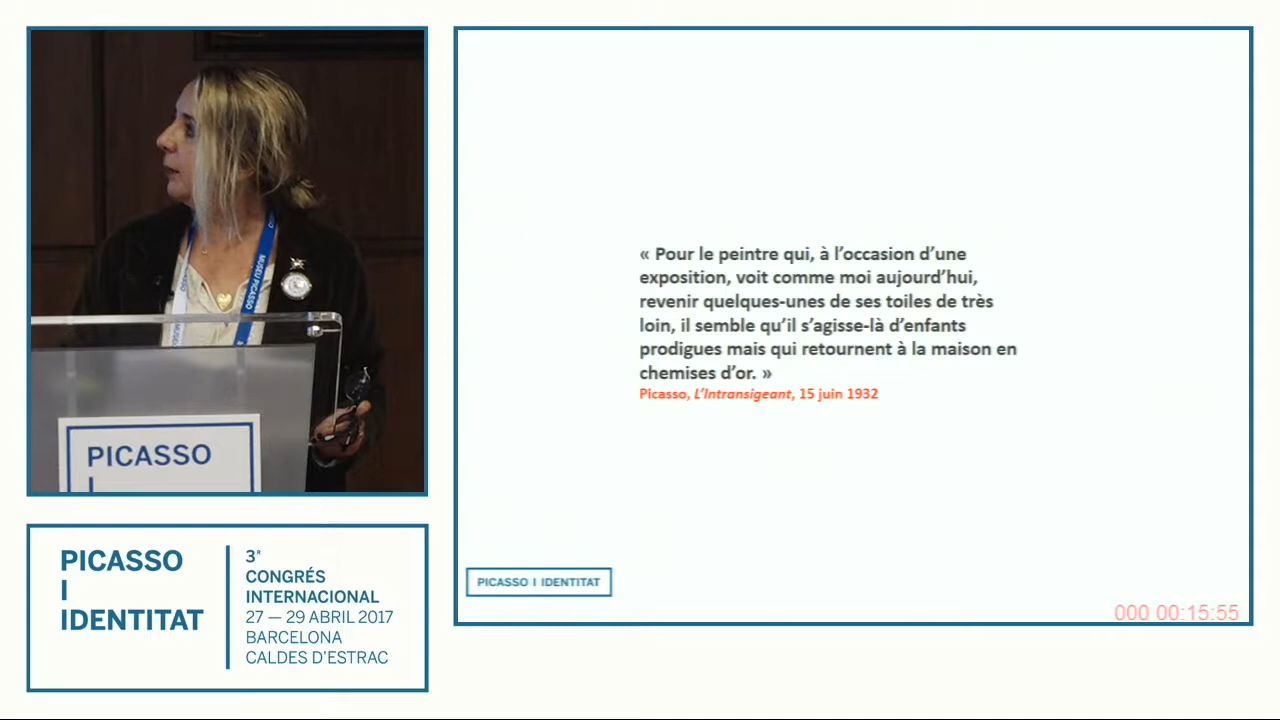 « Pour le peintre qui, à l’occasion d’une
exposition, voit comme moi aujourd’hui,
revenir quelques-unes de ses toiles de très
loin, il semble qu’il s’agisse-là d’enfants
prodigues mais qui retournent à la maison en
chemises d’or. »
Picasso, L’Intransigeant, 15 juin 1932
PICASSO I IDENTITAT
000 00:15:55
MUSEU PICASSO
PICASSO
I
PICASSO
I
IDENTITAT
3ª
CONGRÉS
INTERNACIONAL
27 — 29 ABRIL 2017
BARCELONA
CALDES D’ESTRAC